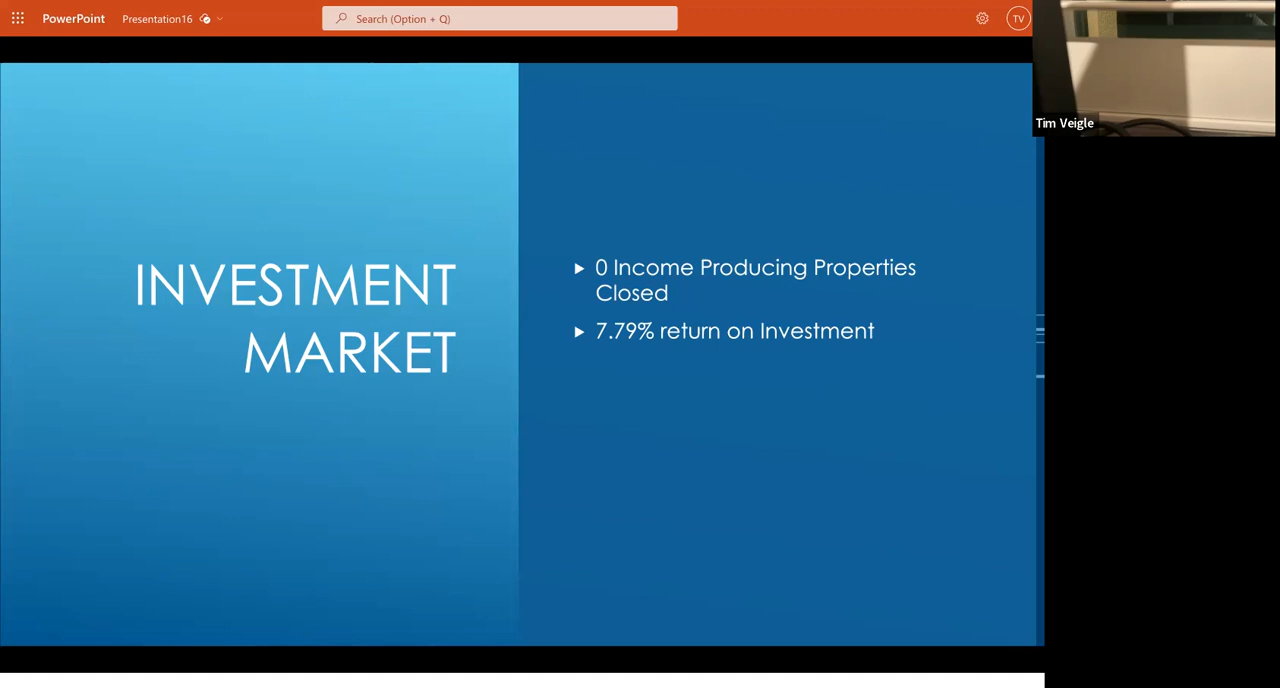 PowerPoint
Presentation16
Search (Option + Q)
TV
Tim Veigle
INVESTMENT
MARKET
0 Income Producing Properties
Closed
7.79% return on Investment